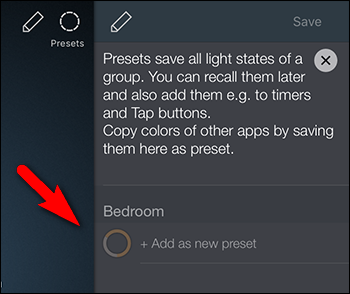 Presets
Save
Presets save all light states of a
group. You can recall them later
and also add them e.g. to timers
and Tap buttons.
Copy colors of other apps by saving
them here as preset.
Bedroom
+ Add as new preset